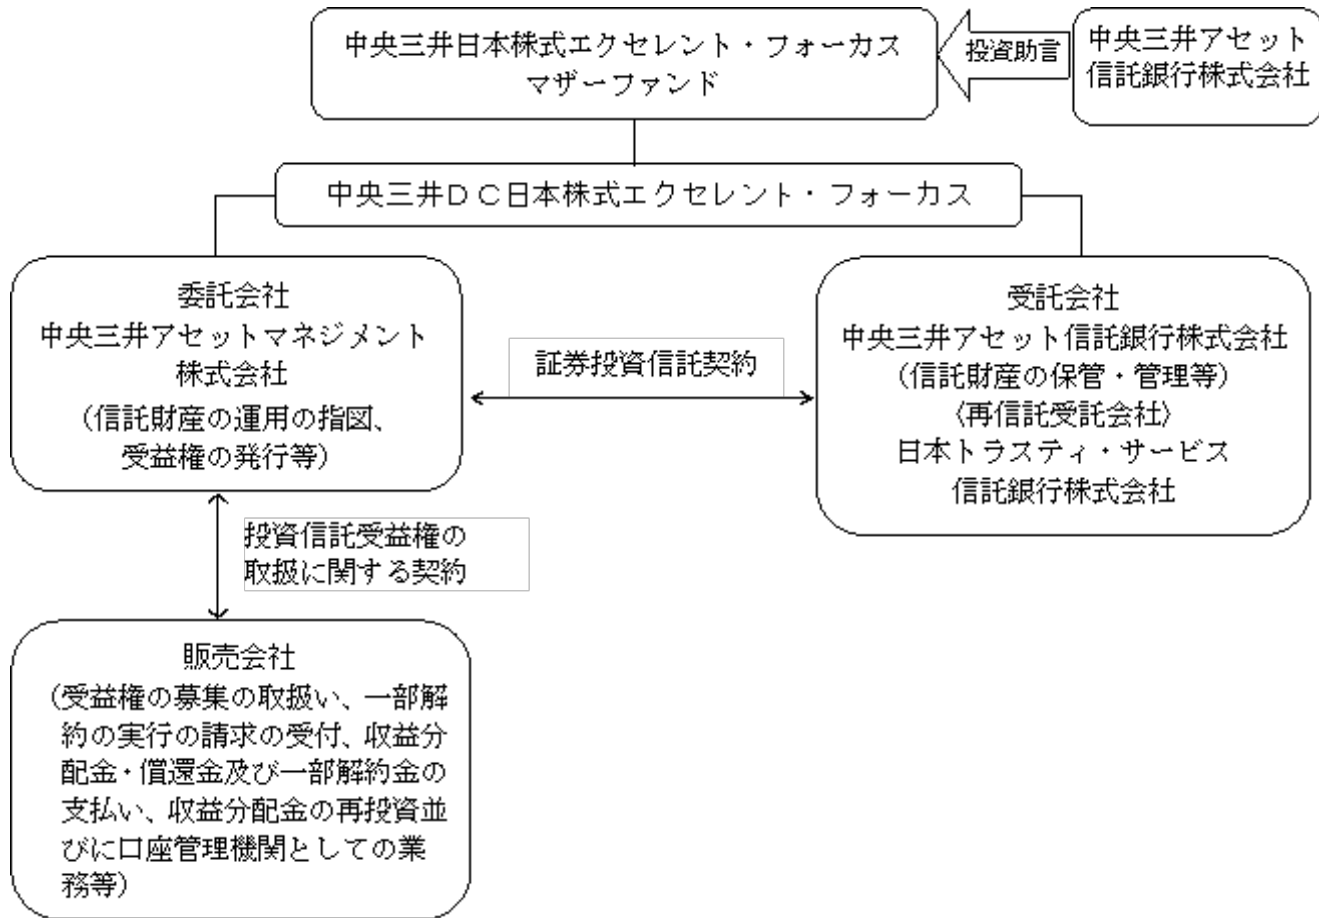 中央三井日本株式エクセレント・フォーカス
マザーファンド
投資助言
中央三井アセット
信託銀行株式会社
中央三井DC日本株式エクセレント・フォーカス
委託会社
中央三井アセットマネジメント
株式会社
(信託財産の運用の指図、
受益権の発行等)
証券投資信託契約
受託会社
中央三井アセット信託銀行株式会社
(信託財産の保管・管理等)
〈再信託受託会社〉
日本トラスティ・サービス
信託銀行株式会社
投資信託受益権の
取扱に関する契約
販売会社
(受益権の募集の取扱い、一部解
約の実行の請求の受付、収益分
配金・償還金及び一部解約金の
支払い、収益分配金の再投資並
びに口座管理機関としての業
務等)